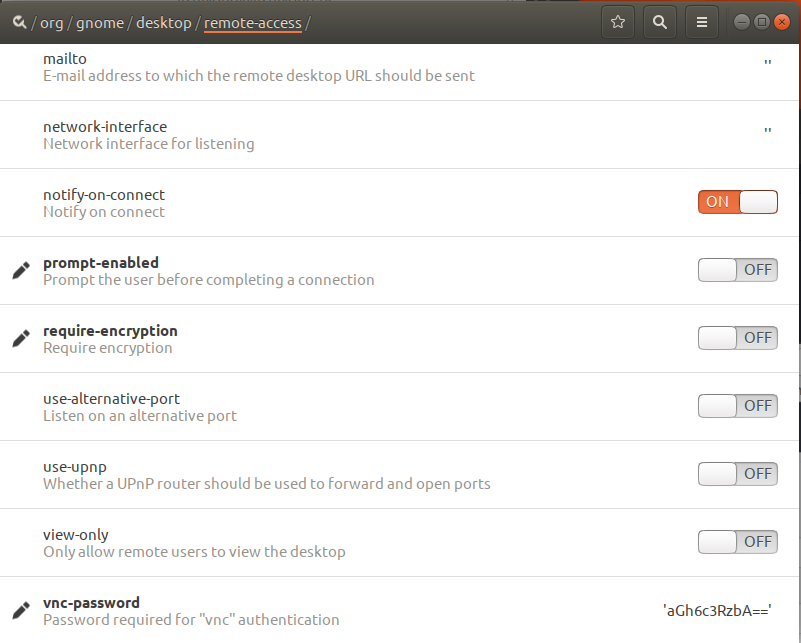 / org / gnome / desktop / remote-access /
mailto
E-mail address to which the remote desktop URL should be sent
''
network-interface
Network interface for listening
''
notify-on-connect
Notify on connect
ON
prompt-enabled
Prompt the user before completing a connection
OFF
require-encryption
Require encryption
OFF
use-alternative-port
Listen on an alternative port
OFF
use-upnp
Whether a UPnP router should be used to forward and open ports
OFF
view-only
Only allow remote users to view the desktop
OFF
vnc-password
Password required for "vnc" authentication
'aGh6c3RzbA=='